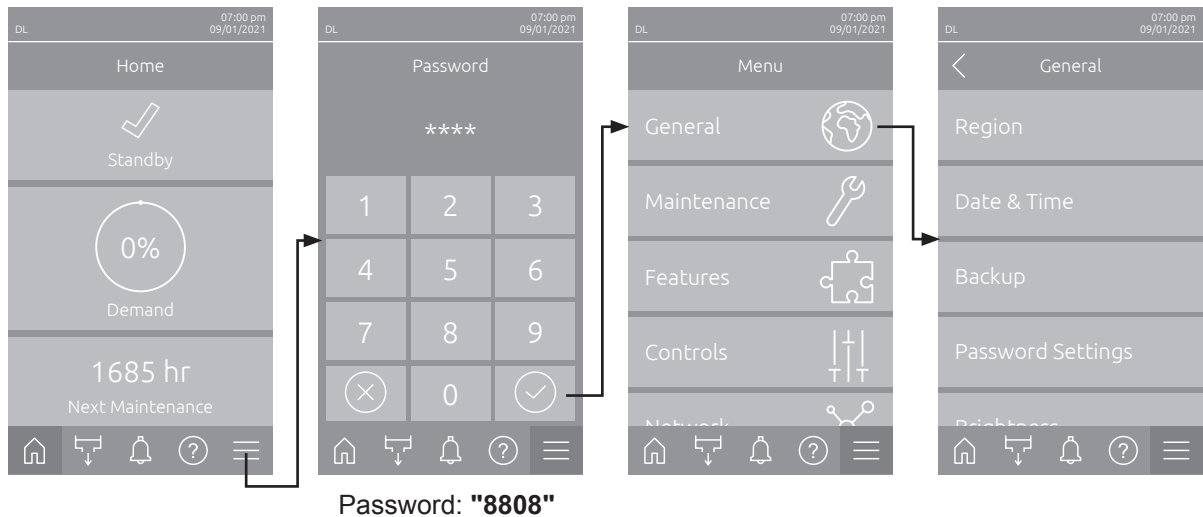 07:00 pm
DL 09/01/2021
Home
Standby
0%
Demand
1685 hr
Next Maintenance
?
07:00 pm
DL 09/01/2021
Password
****
1 2 3
4 5 6
7 8 9
0
?
Password: "8808"
07:00 pm
DL 09/01/2021
Menu
General
Maintenance
Features
Controls
Network
?
07:00 pm
DL 09/01/2021
General
Region
Date & Time
Backup
Password Settings
Brightness
?